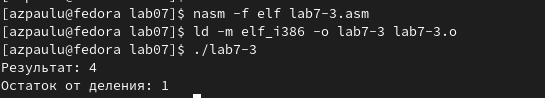 [azpaulu@fedora lab07]$ nasm -f elf lab7-3.asm
[azpaulu@fedora lab07]$ ld -m elf_i386 -o lab7-3 lab7-3.o
[azpaulu@fedora lab07]$ ./lab7-3
Результат: 4
Остаток от деления: 1